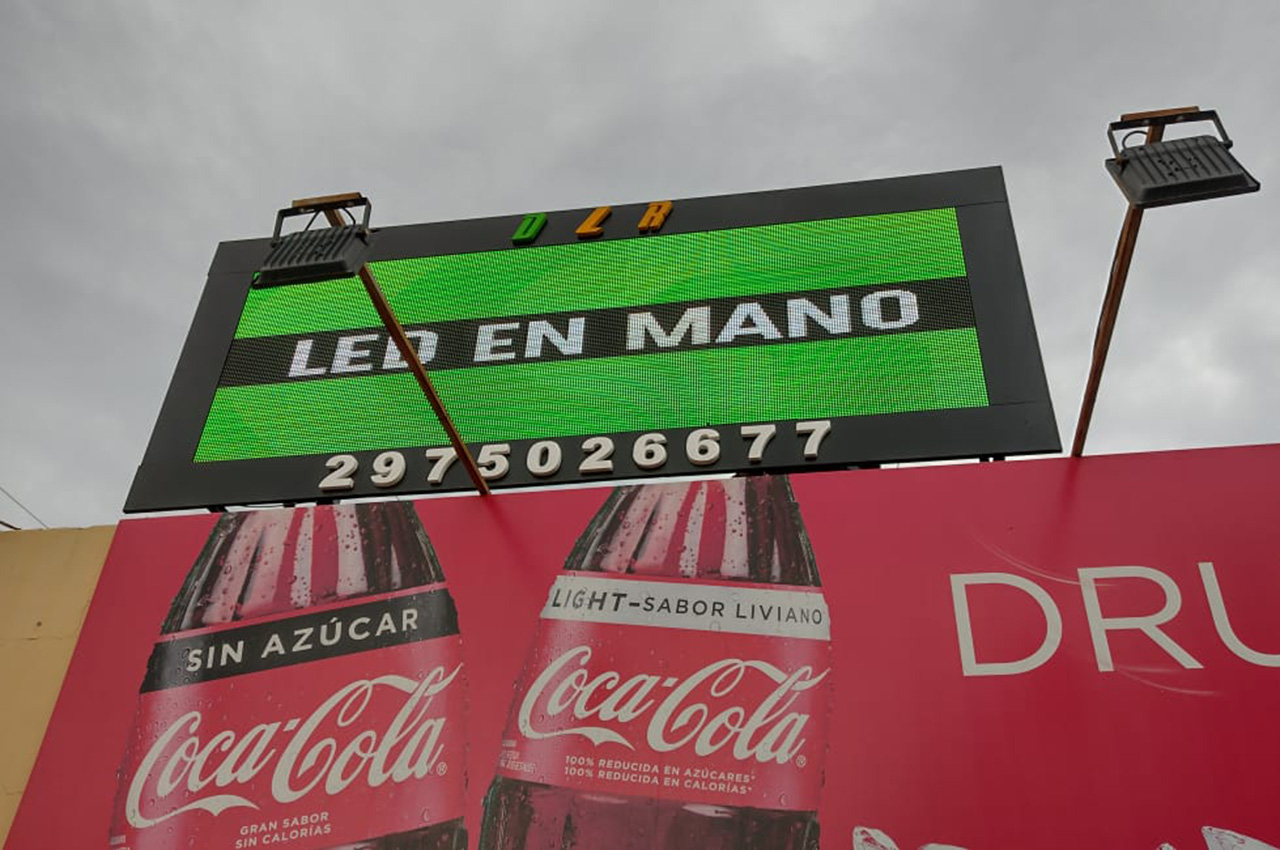 DLR
LED EN MANO
2975026677
SIN AZÚCAR
Coca-Cola®
GRAN SABOR
SIN CALORÍAS
LIGHT-SABOR LIVIANO
Coca-Cola®
100% REDUCIDA EN AZÚCARES*
100% REDUCIDA EN CALORÍAS*
DRU